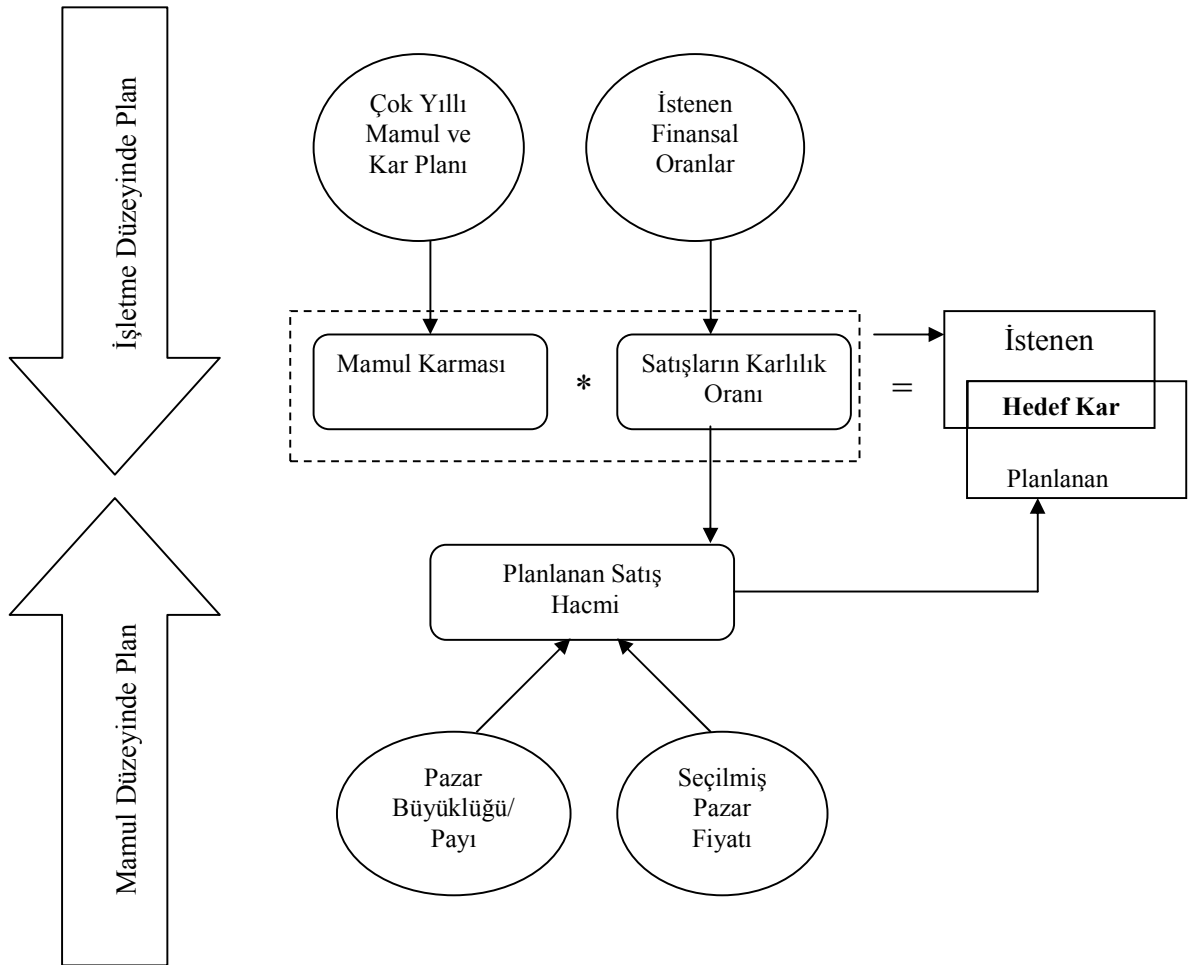 İşletme Düzeyinde Plan
Çok Yıllı
Mamul ve
Kar Planı
İstenen
Finansal
Oranlar
Mamul Karması
*
Satışların Karlılık
Oranı
=
İstenen
Hedef Kar
Planlanan
Mamul Düzeyinde Plan
Planlanan Satış
Hacmi
Pazar
Büyüklüğü/
Payı
Seçilmiş
Pazar
Fiyatı